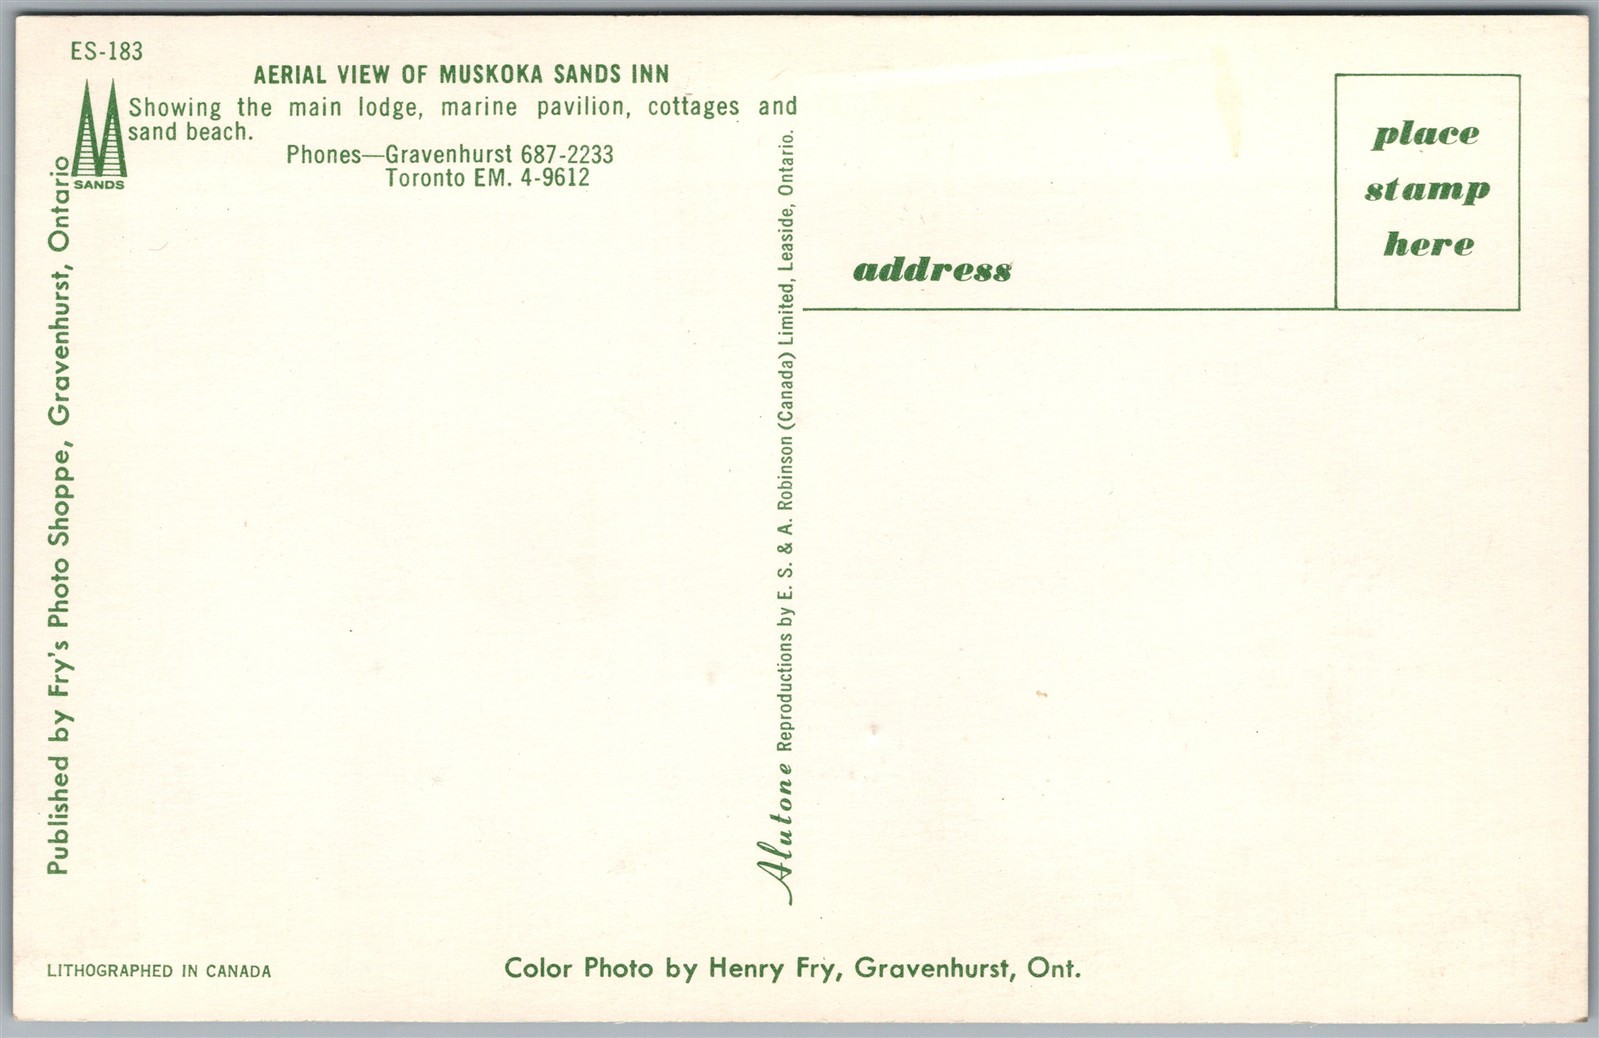 ES-183
AERIAL VIEW OF MUSKOKA SANDS INN
Showing the main lodge, marine pavilion, cottages and
sand beach.
Phones—Gravenhurst 687-2233
Toronto EM. 4-9612
SANDS
Published by Fry's Photo Shoppe, Gravenhurst, Ontario
Alutone Reproductions by E. S. & A. Robinson (Canada) Limited, Leaside, Ontario.
place
stamp
here
address
LITHOGRAPHED IN CANADA
Color Photo by Henry Fry, Gravenhurst, Ont.